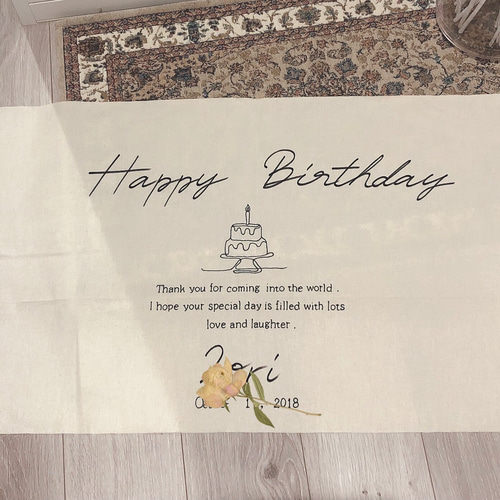 Happy Birthday
Thank you for coming into the world .
I hope your special day is filled with lots
love and laughter .
2018